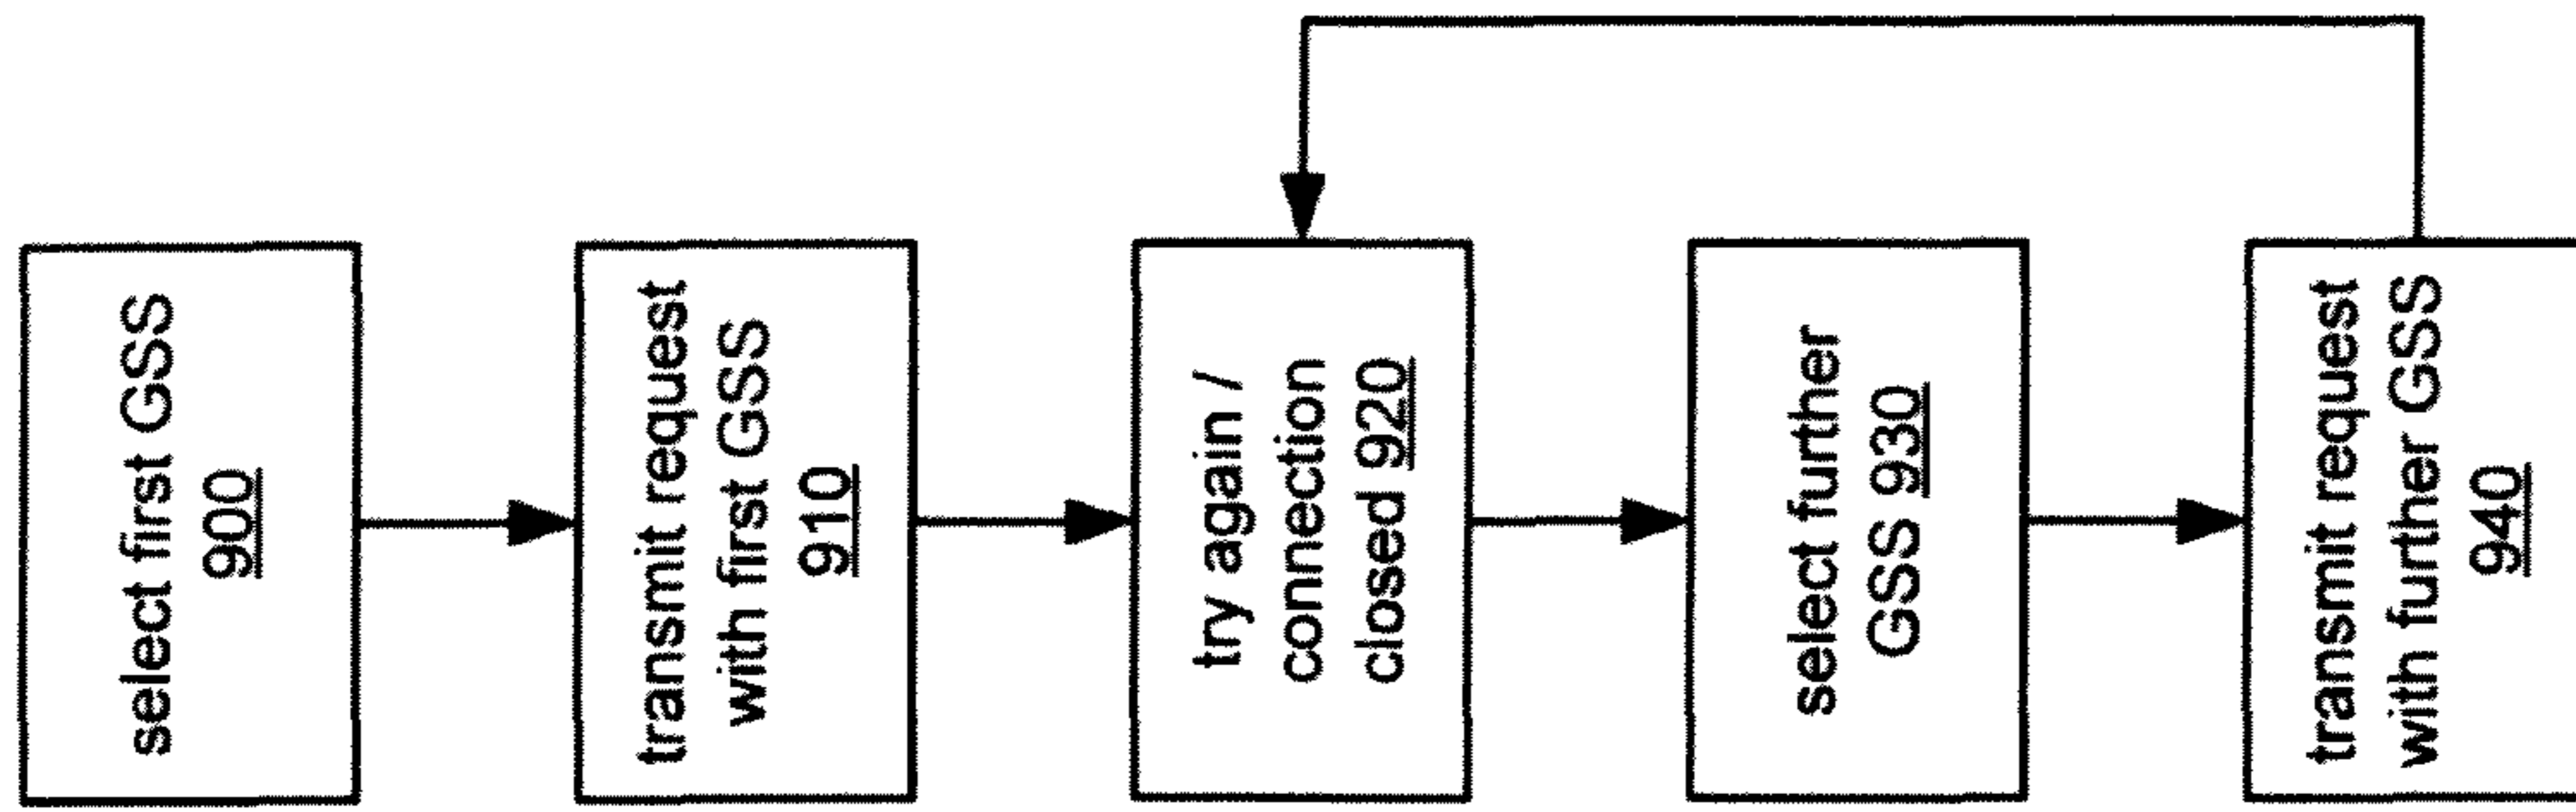 select first GSS
900
transmit request
with first GSS
910
try again /
connection
closed 920
select further
GSS 930
transmit request
with further GSS
940